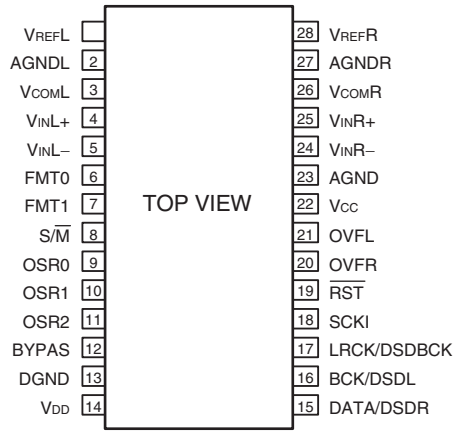 VREFL 28 VREFR
AGNDL 2 27 AGNDR
VCOML 3 26 VCOMR
VINL+ 4 25 VINR+
VINL− 5 24 VINR−
FMT0 6 23 AGND
FMT1 7 TOP VIEW 22 VCC
S/M̅ 8 21 OVFL
OSR0 9 20 OVFR
OSR1 10 19 R̅S̅T̅
OSR2 11 18 SCKI
BYPAS 12 17 LRCK/DSDBCK
DGND 13 16 BCK/DSDL
VDD 14 15 DATA/DSDR